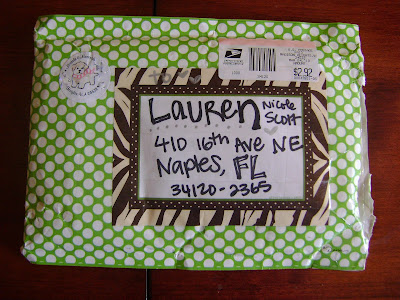 $2.92
Lauren Nicole
Scott
410 16th Ave NE
Naples, FL
34120-2365